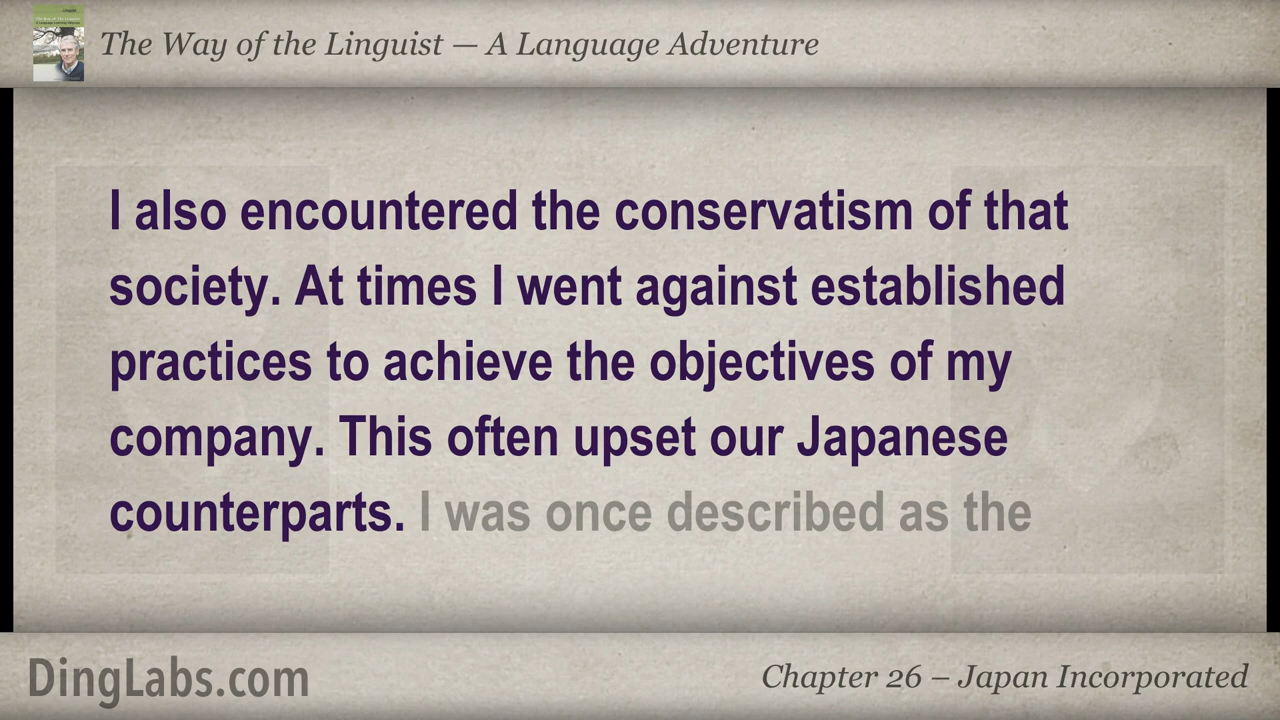 The Way of the Linguist — A Language Adventure
I also encountered the conservatism of that
society. At times I went against established
practices to achieve the objectives of my
company. This often upset our Japanese
counterparts. I was once described as the
DingLabs.com
Chapter 26 – Japan Incorporated